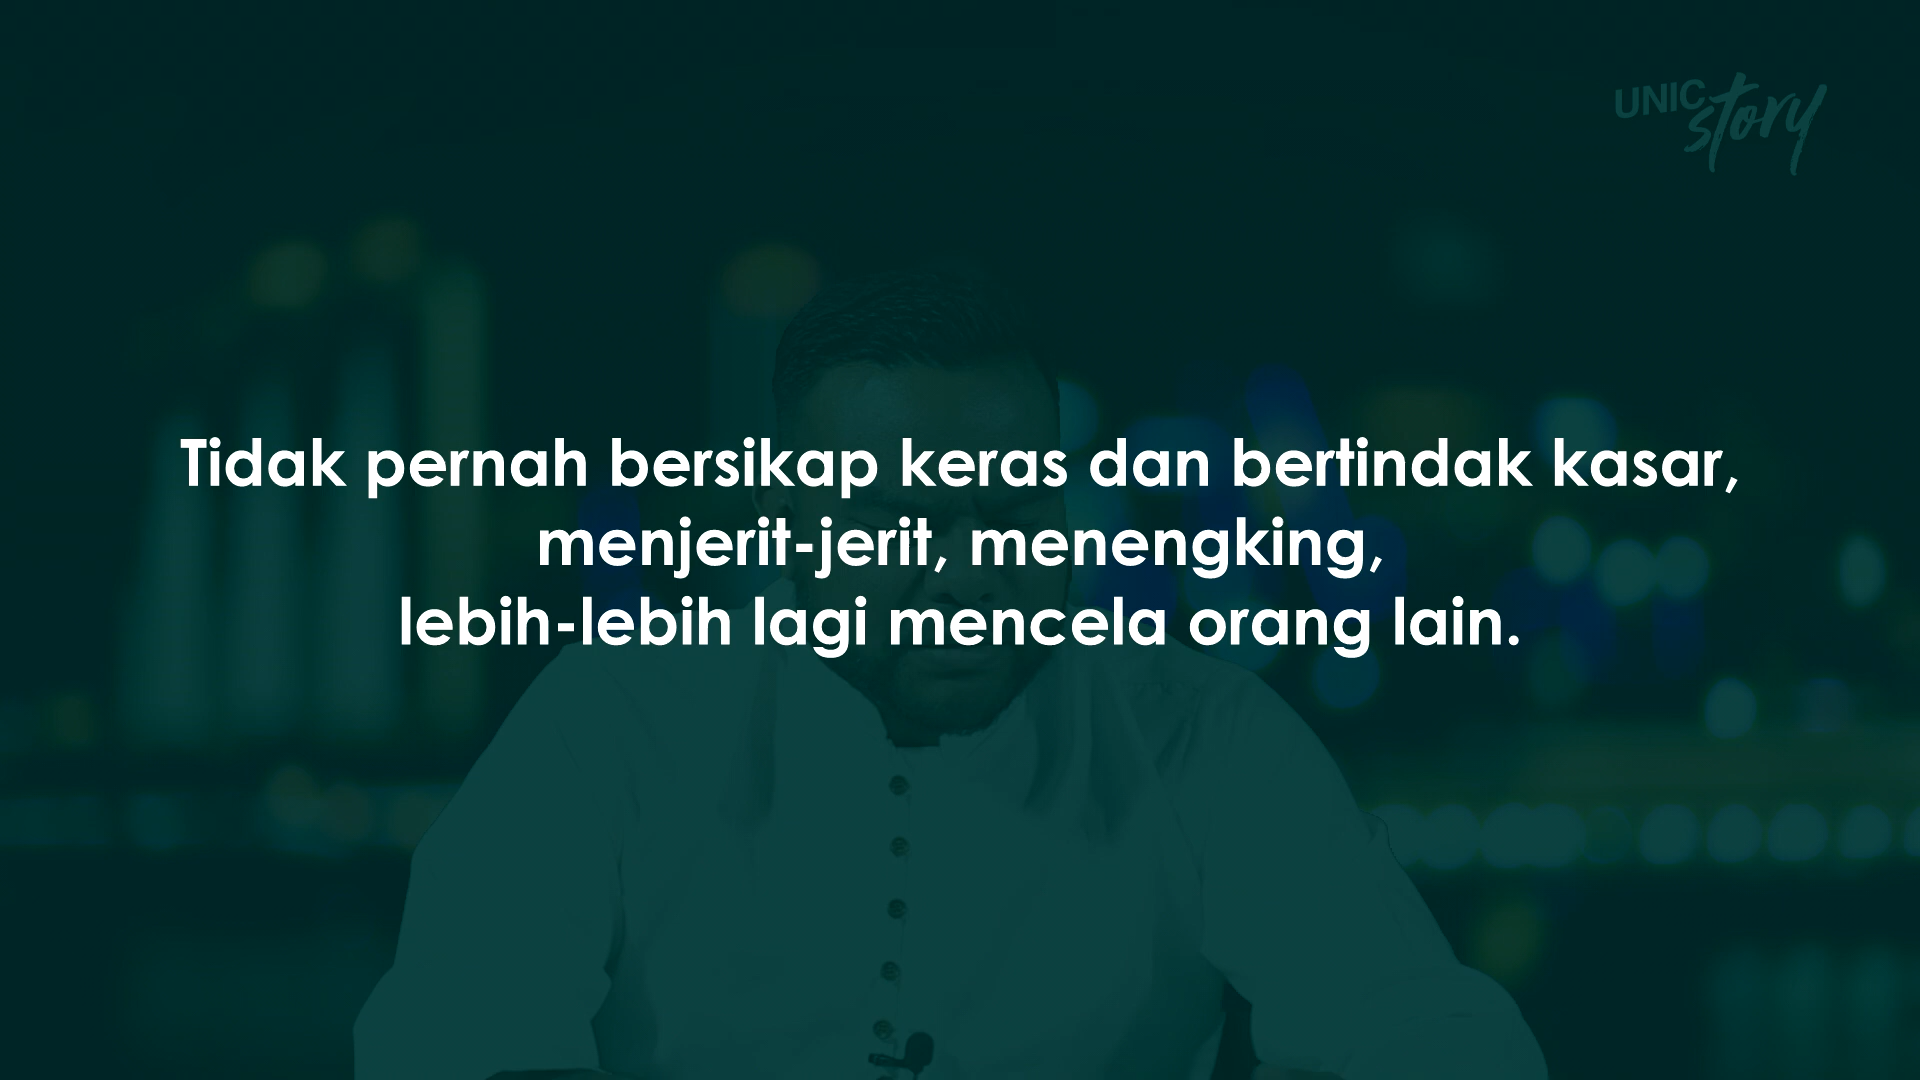 UNIC
story
Tidak pernah bersikap keras dan bertindak kasar,
menjerit-jerit, menengking,
lebih-lebih lagi mencela orang lain.